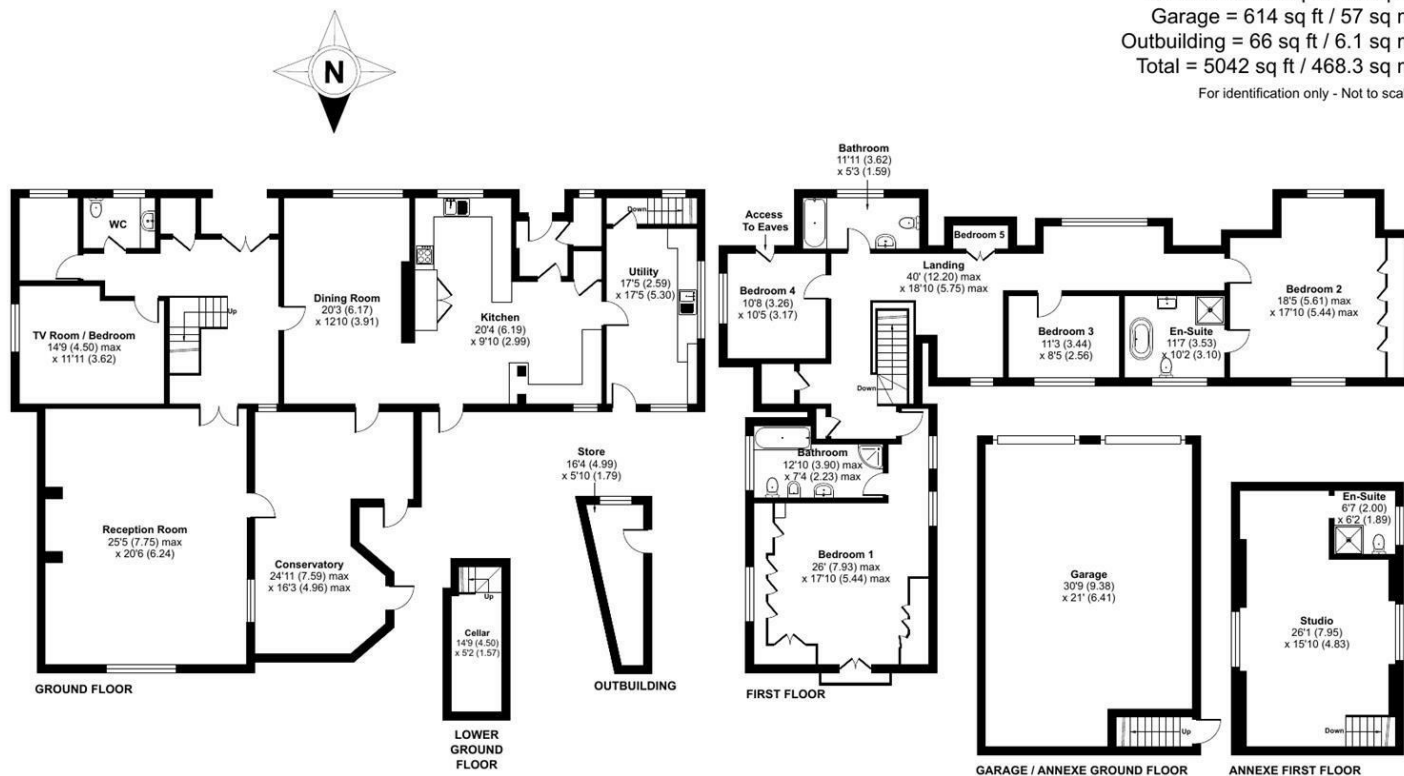 Garage = 614 sq ft / 57 sq
Outbuilding = 66 sq ft / 6.1 sq
Total = 5042 sq ft / 468.3 sq
For identification only - Not to
N
WC
TV Room / Bedroom
14'9 (4.50) max
x 11'11 (3.62)
Up
Dining Room
20'3 (6.17)
x 12'10 (3.91)
Kitchen
20'4 (6.19)
x 9'10 (2.99)
Down
Utility
17'5 (2.59)
x 17'5 (5.30)
Reception Room
25'5 (7.75) max
x 20'6 (6.24)
Conservatory
24'11 (7.59) max
x 16'3 (4.96) max
GROUND FLOOR
Up
Cellar
14'9 (4.50)
x 5'2 (1.57)
LOWER
GROUND
FLOOR
Store
16'4 (4.99)
x 5'10 (1.79)
OUTBUILDING
Bathroom
11'11 (3.62)
x 5'3 (1.59)
Access
To Eaves
Bedroom 4
10'8 (3.26)
x 10'5 (3.17)
Landing
40' (12.20) max
x 18'10 (5.75) max
Bedroom 5
Down
Bedroom 3
11'3 (3.44)
x 8'5 (2.56)
En-Suite
11'7 (3.53)
x 10'2 (3.10)
Bedroom 2
18'5 (5.61) max
x 17'10 (5.44) max
Bathroom
12'10 (3.90) max
x 7'4 (2.23) max
Bedroom 1
26' (7.93) max
x 17'10 (5.44) max
FIRST FLOOR
Garage
30'9 (9.38)
x 21' (6.41)
Up
GARAGE / ANNEXE GROUND FLOOR
En-Suite
6'7 (2.00)
x 6'2 (1.89)
Studio
26'1 (7.95)
x 15'10 (4.83)
Down
ANNEXE FIRST FLOOR